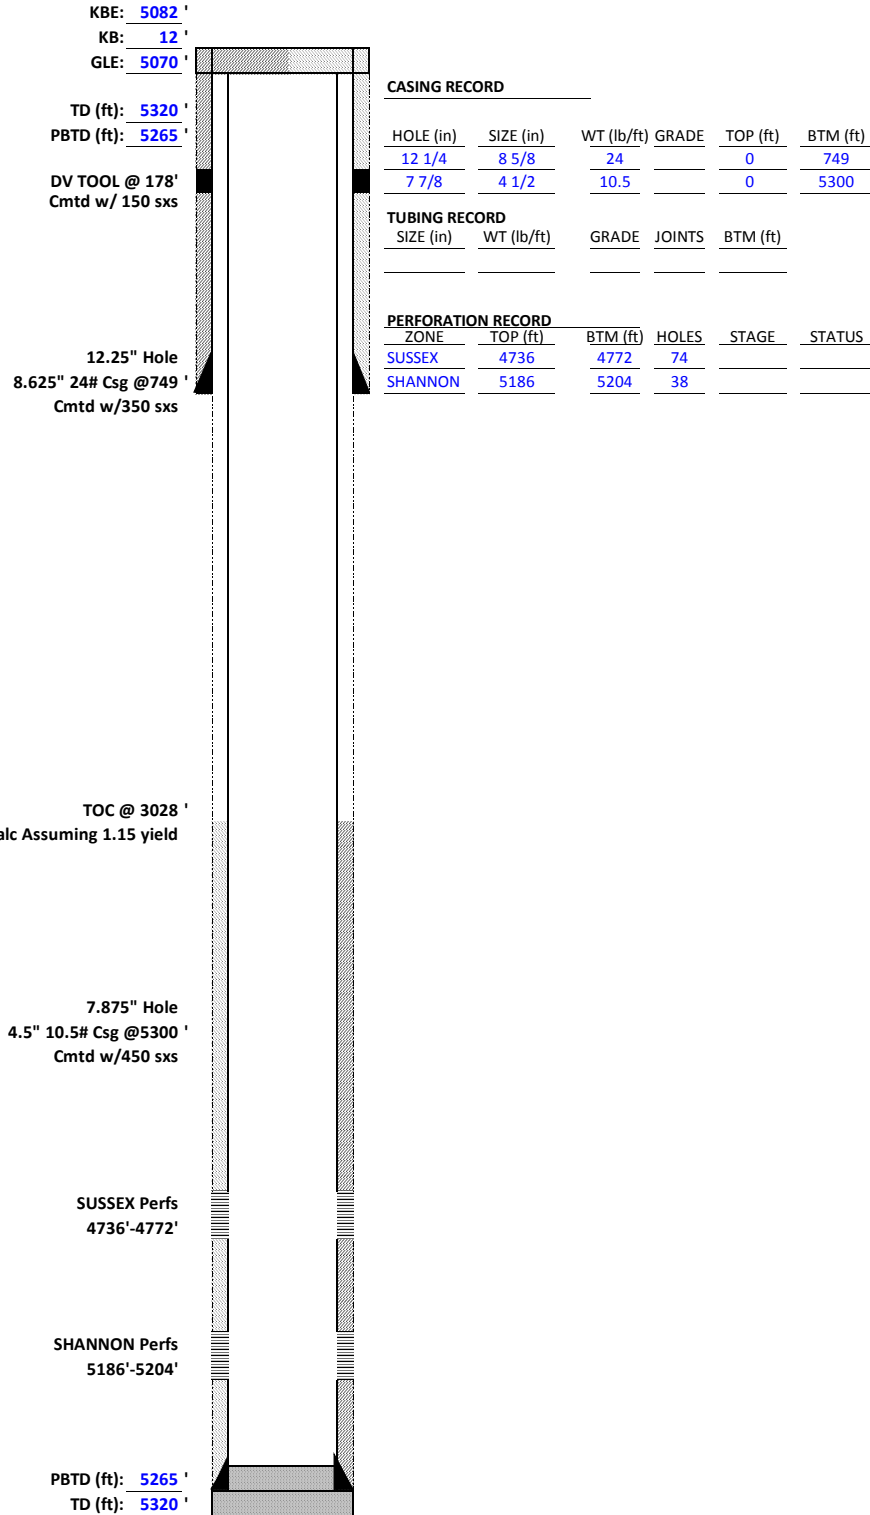 KBE: 5082 '
KB: 12 '
GLE: 5070 '
TD (ft): 5320 '
PBTD (ft): 5265 '
DV TOOL @ 178'
Cmtd w/ 150 sxs
CASING RECORD
HOLE (in) SIZE (in) WT (lb/ft) GRADE TOP (ft) BTM (ft)
12 1/4 8 5/8 24 0 749
7 7/8 4 1/2 10.5 0 5300
TUBING RECORD
SIZE (in) WT (lb/ft) GRADE JOINTS BTM (ft)
PERFORATION RECORD
ZONE TOP (ft) BTM (ft) HOLES STAGE STATUS
SUSSEX 4736 4772 74
SHANNON 5186 5204 38
12.25" Hole
8.625" 24# Csg @749 '
Cmtd w/350 sxs
TOC @ 3028 '
alc Assuming 1.15 yield
7.875" Hole
4.5" 10.5# Csg @5300 '
Cmtd w/450 sxs
SUSSEX Perfs
4736'-4772'
SHANNON Perfs
5186'-5204'
PBTD (ft): 5265 '
TD (ft): 5320 '